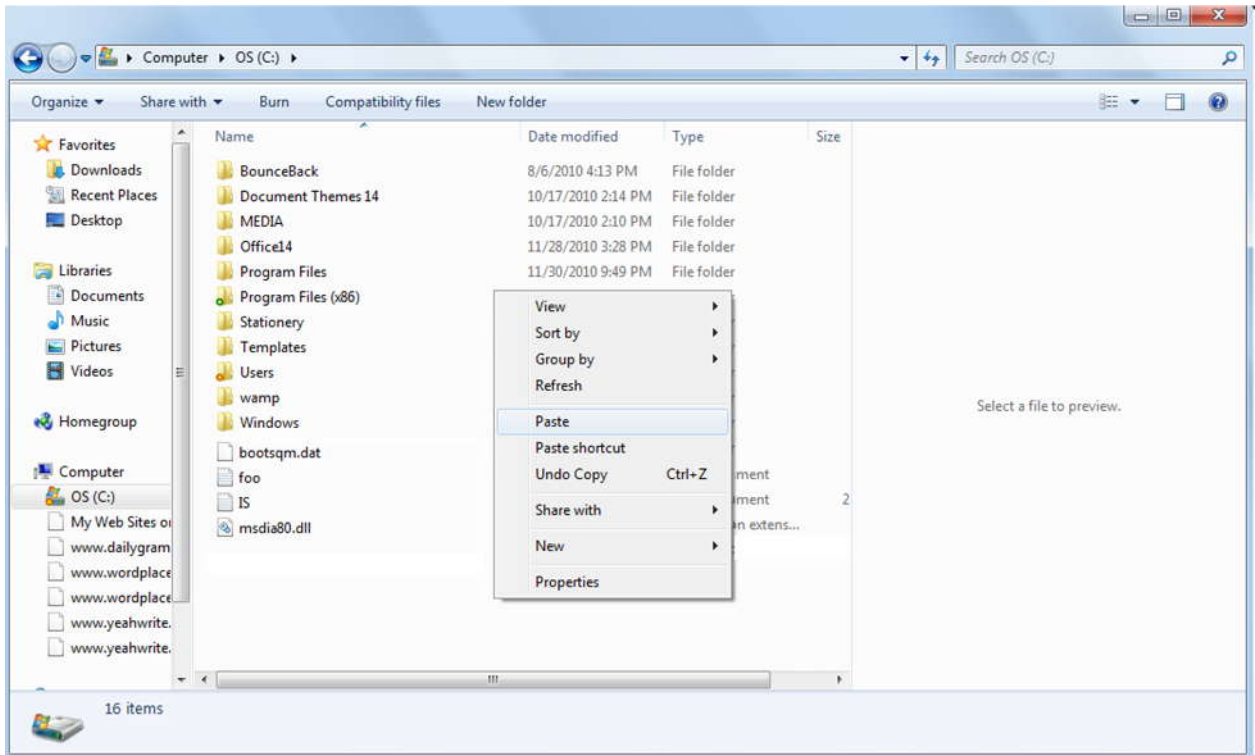 Computer OS (C:) Search OS (C:)
Organize Share with Burn Compatibility files New folder
Favorites
Downloads
Recent Places
Desktop
Libraries
Documents
Music
Pictures
Videos
Homegroup
Computer
OS (C:)
My Web Sites o
www.dailygram
www.wordplace
www.wordplace
www.yeahwrite.
www.yeahwrite.
Name Date modified Type Size
BounceBack 8/6/2010 4:13 PM File folder
Document Themes 14 10/17/2010 2:14 PM File folder
MEDIA 10/17/2010 2:10 PM File folder
Office14 11/28/2010 3:28 PM File folder
Program Files 11/30/2010 9:49 PM File folder
Program Files (x86)
Stationery
Templates
Users
wamp
Windows
bootsqm.dat
foo ment
IS ment 2
msdia80.dll n extens...
View
Sort by
Group by
Refresh
Paste
Paste shortcut
Undo Copy Ctrl+Z
Share with
New
Properties
Select a file to preview.
16 items